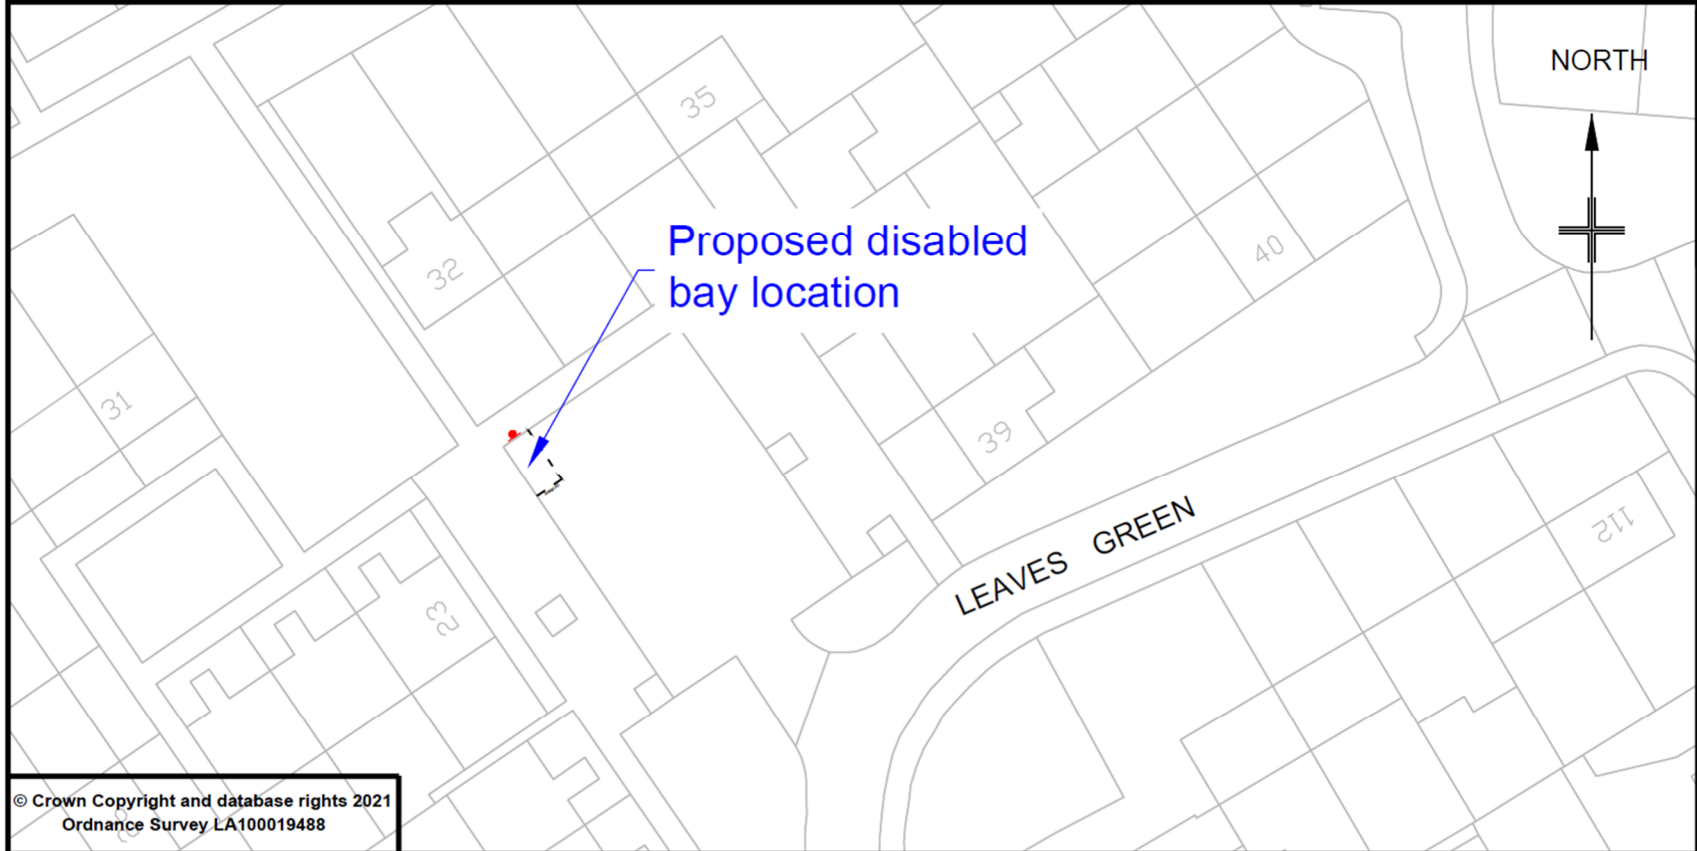 NORTH
35
Proposed disabled
bay location
32
40
31
39
LEAVES GREEN
112
23
© Crown Copyright and database rights 2021
Ordnance Survey LA100019488